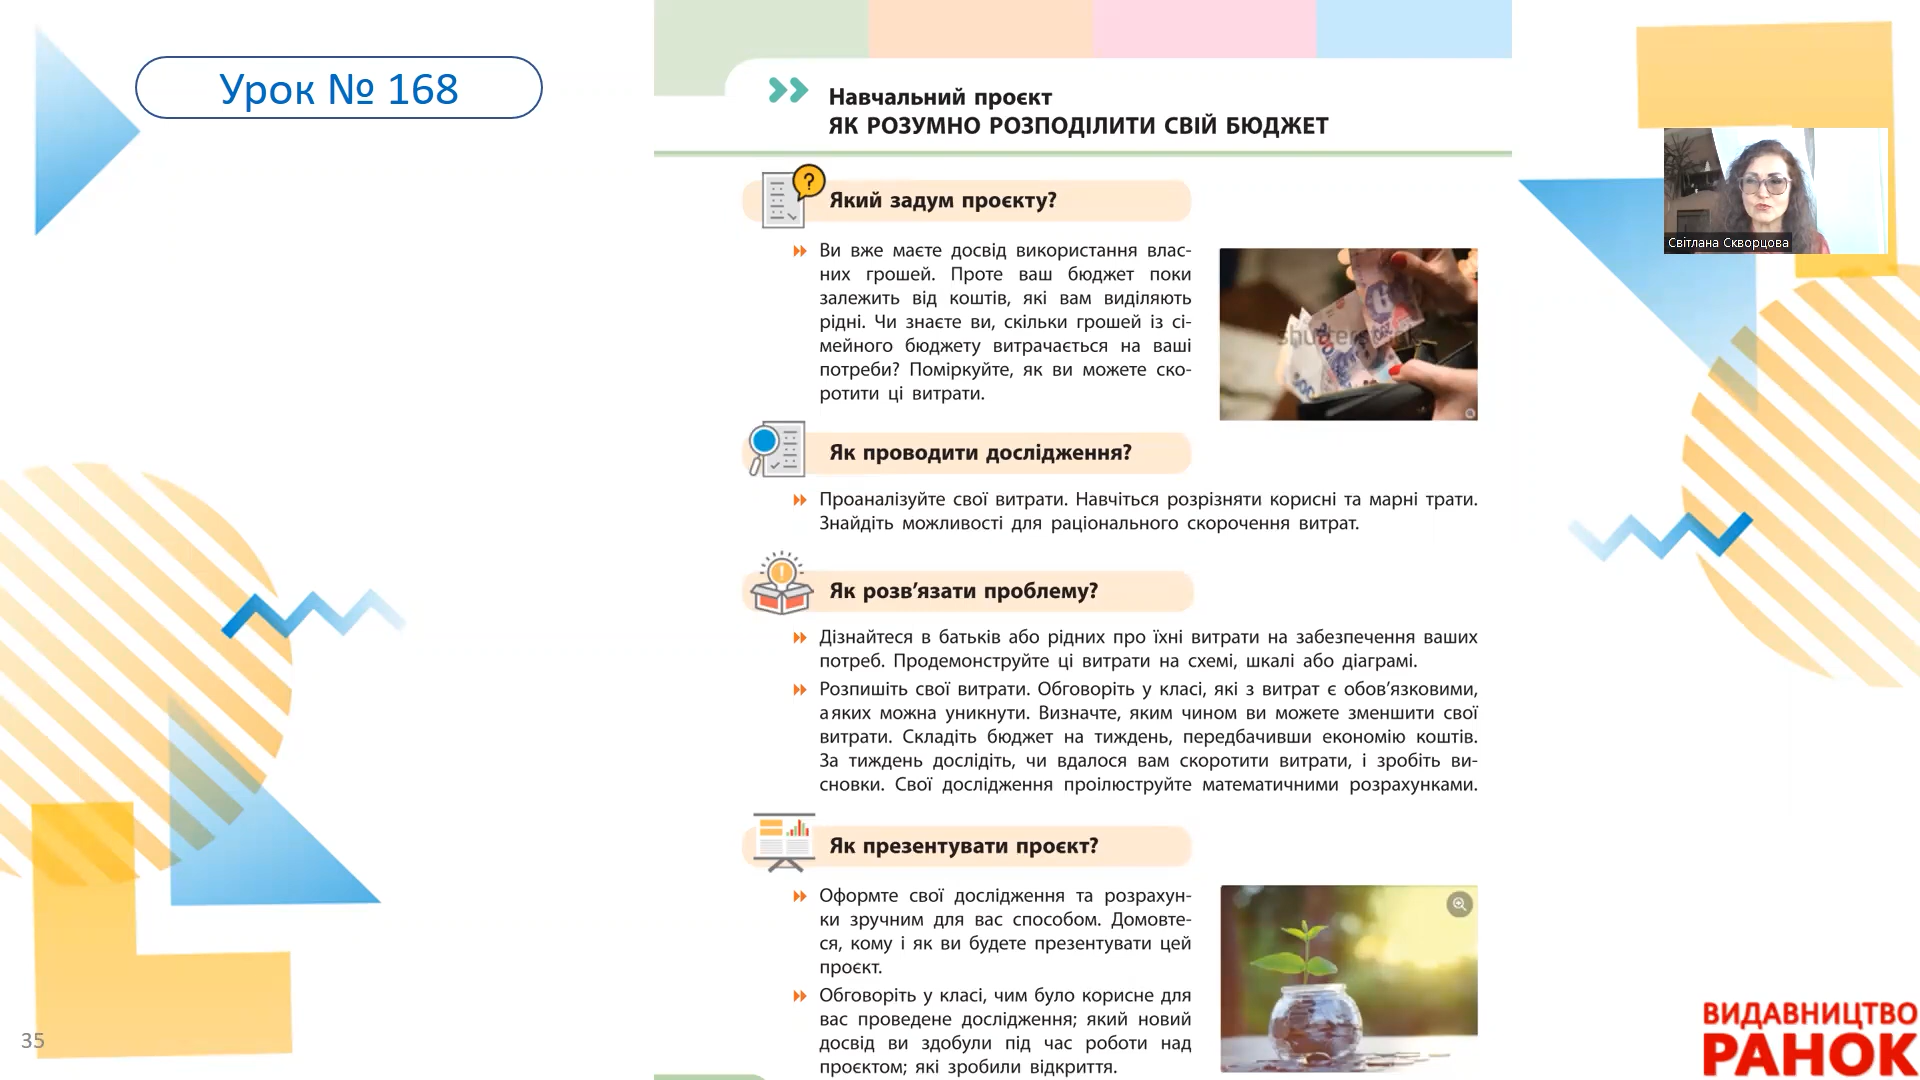 Урок № 168
Навчальний проєкт
ЯК РОЗУМНО РОЗПОДІЛИТИ СВІЙ БЮДЖЕТ
Який задум проєкту?
Ви вже маєте досвід використання влас-
них грошей. Проте ваш бюджет поки
залежить від коштів, які вам виділяють
рідні. Чи знаєте ви, скільки грошей із сі-
мейного бюджету витрачається на ваші
потреби? Поміркуйте, як ви можете ско-
ротити ці витрати.
Як проводити дослідження?
Проаналізуйте свої витрати. Навчіться розрізняти корисні та марні трати.
Знайдіть можливості для раціонального скорочення витрат.
Як розв’язати проблему?
Дізнайтеся в батьків або рідних про їхні витрати на забезпечення ваших
потреб. Продемонструйте ці витрати на схемі, шкалі або діаграмі.
Розпишіть свої витрати. Обговоріть у класі, які з витрат є обов’язковими,
а яких можна уникнути. Визначте, яким чином ви можете зменшити свої
витрати. Складіть бюджет на тиждень, передбачивши економію коштів.
За тиждень дослідіть, чи вдалося вам скоротити витрати, і зробіть ви-
сновки. Свої дослідження проілюструйте математичними розрахунками.
Як презентувати проєкт?
Оформте свої дослідження та розрахун-
ки зручним для вас способом. Домовте-
ся, кому і як ви будете презентувати цей
проєкт.
Обговоріть у класі, чим було корисне для
вас проведене дослідження; який новий
досвід ви здобули під час роботи над
проєктом; які зробили відкриття.
Світлана Скворцова
35
ВИДАВНИЦТВО
РАНОК